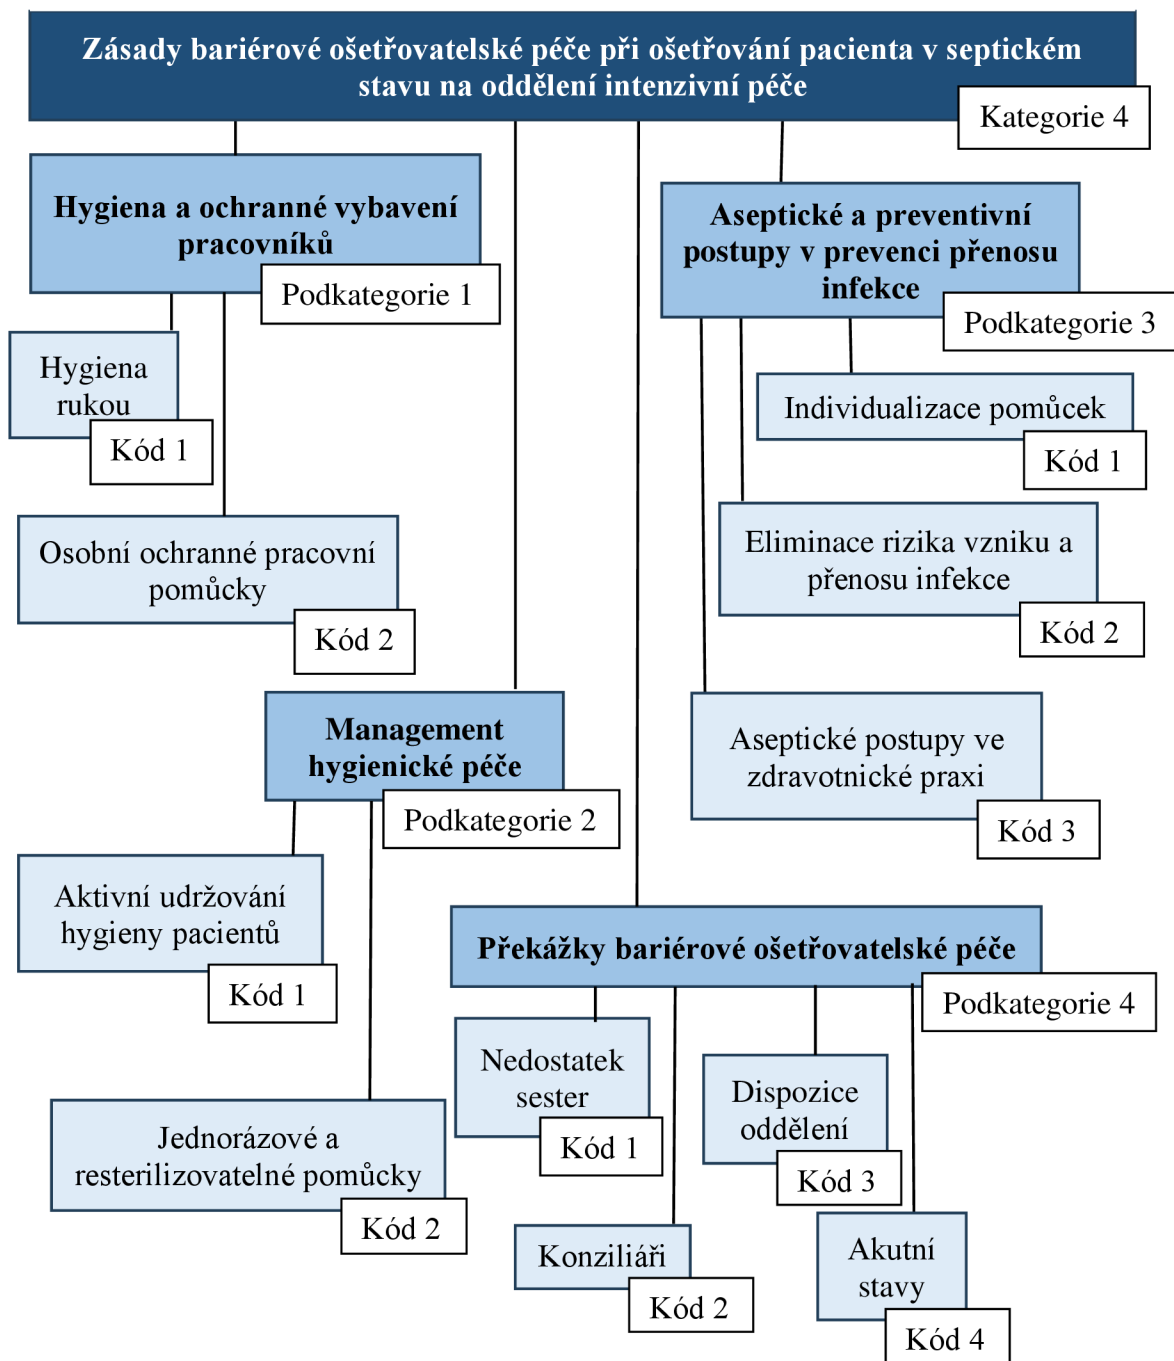 Zásady bariérové ošetřovatelské péče při ošetřování pacienta v septickém
stavu na oddělení intenzivní péče
Kategorie 4
Hygiena a ochranné vybavení
pracovníků
Podkategorie 1
Hygiena
rukou
Kód 1
Osobní ochranné pracovní
pomůcky
Kód 2
Management
hygienické péče
Podkategorie 2
Aktivní udržování
hygieny pacientů
Kód 1
Jednorázové a
resterilizovatelné pomůcky
Kód 2
Aseptické a preventivní
postupy v prevenci přenosu
infekce
Podkategorie 3
Individualizace pomůcek
Kód 1
Eliminace rizika vzniku a
přenosu infekce
Kód 2
Aseptické postupy ve
zdravotnické praxi
Kód 3
Překážky bariérové ošetřovatelské péče
Podkategorie 4
Nedostatek
sester
Kód 1
Konziliáři
Kód 2
Dispozice
oddělení
Kód 3
Akutní
stavy
Kód 4